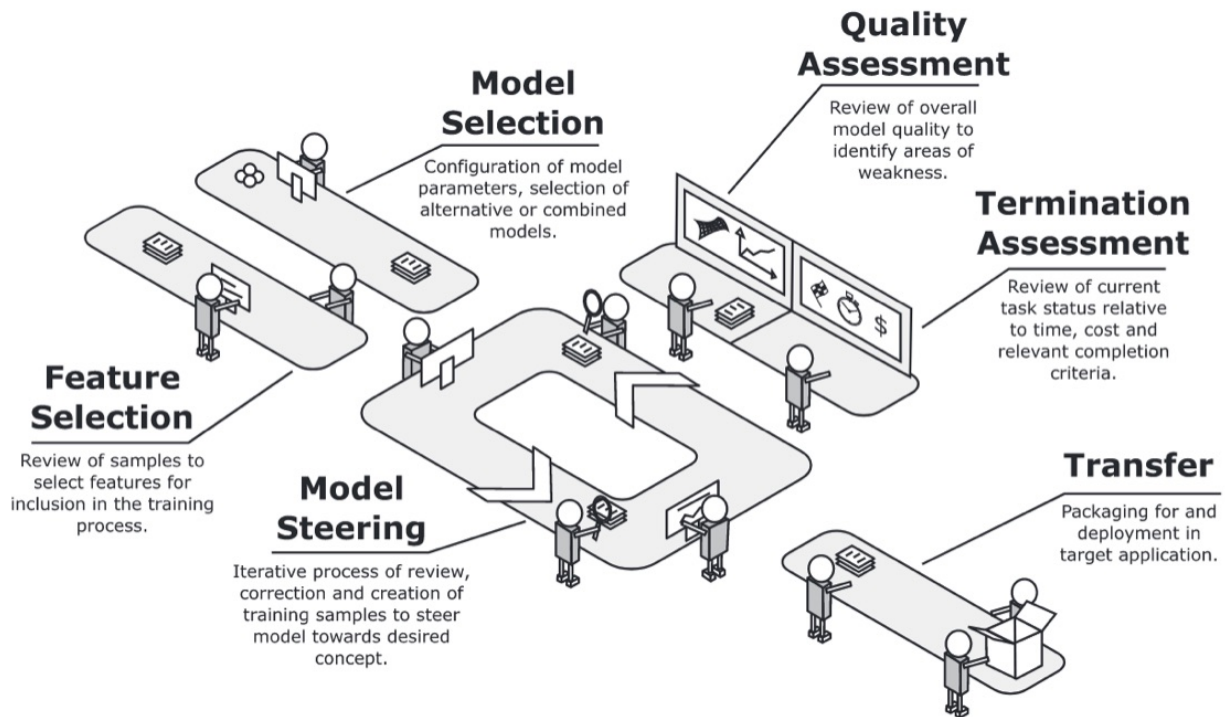 Quality
Assessment
Review of overall
model quality to
identify areas of
weakness.
Model
Selection
Configuration of model
parameters, selection of
alternative or combined
models.
Termination
Assessment
Review of current
task status relative
to time, cost and
relevant completion
criteria.
$
Feature
Selection
Review of samples to
select features for
inclusion in the training
process.
Model
Steering
Iterative process of review,
correction and creation of
training samples to steer
model towards desired
concept.
Transfer
Packaging for and
deployment in
target application.